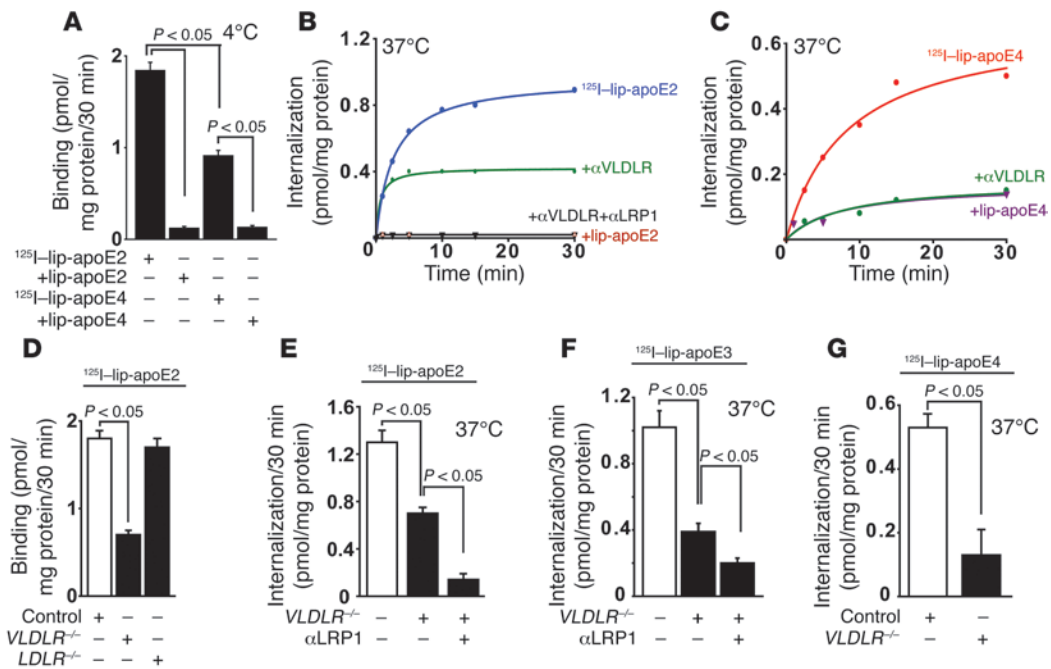 A
P < 0.05
4°C
P < 0.05
Binding (pmol/
mg protein/30 min)
2
1
0
¹²⁵I–lip-apoE2 + – – –
+lip-apoE2 – + – –
¹²⁵I–lip-apoE4 – – + –
+lip-apoE4 – – – +
B
37°C
Internalization
(pmol/mg protein)
1.2
0.8
0.4
0
¹²⁵I–lip-apoE2
+αVLDLR
+αVLDLR+αLRP1
+lip-apoE2
0 10 20 30
Time (min)
C
37°C
Internalization
(pmol/mg protein)
0.6
0.4
0.2
0
¹²⁵I–lip-apoE4
+αVLDLR
+lip-apoE4
0 10 20 30
Time (min)
D
¹²⁵I–lip-apoE2
P < 0.05
Binding (pmol/
mg protein/30 min)
2
1
0
Control + – –
VLDLR⁻/⁻ – + –
LDLR⁻/⁻ – – +
E
¹²⁵I–lip-apoE2
P < 0.05
37°C
P < 0.05
Internalization/30 min
(pmol/mg protein)
1.6
1.2
0.8
0.4
0
VLDLR⁻/⁻ – + +
αLRP1 – – +
F
¹²⁵I–lip-apoE3
P < 0.05
37°C
P < 0.05
Internalization/30 min
(pmol/mg protein)
1.2
0.8
0.4
0
VLDLR⁻/⁻ – + +
αLRP1 – – +
G
¹²⁵I–lip-apoE4
P < 0.05
37°C
Internalization/30 min
(pmol/mg protein)
0.6
0.4
0.2
0
Control + –
VLDLR⁻/⁻ – +